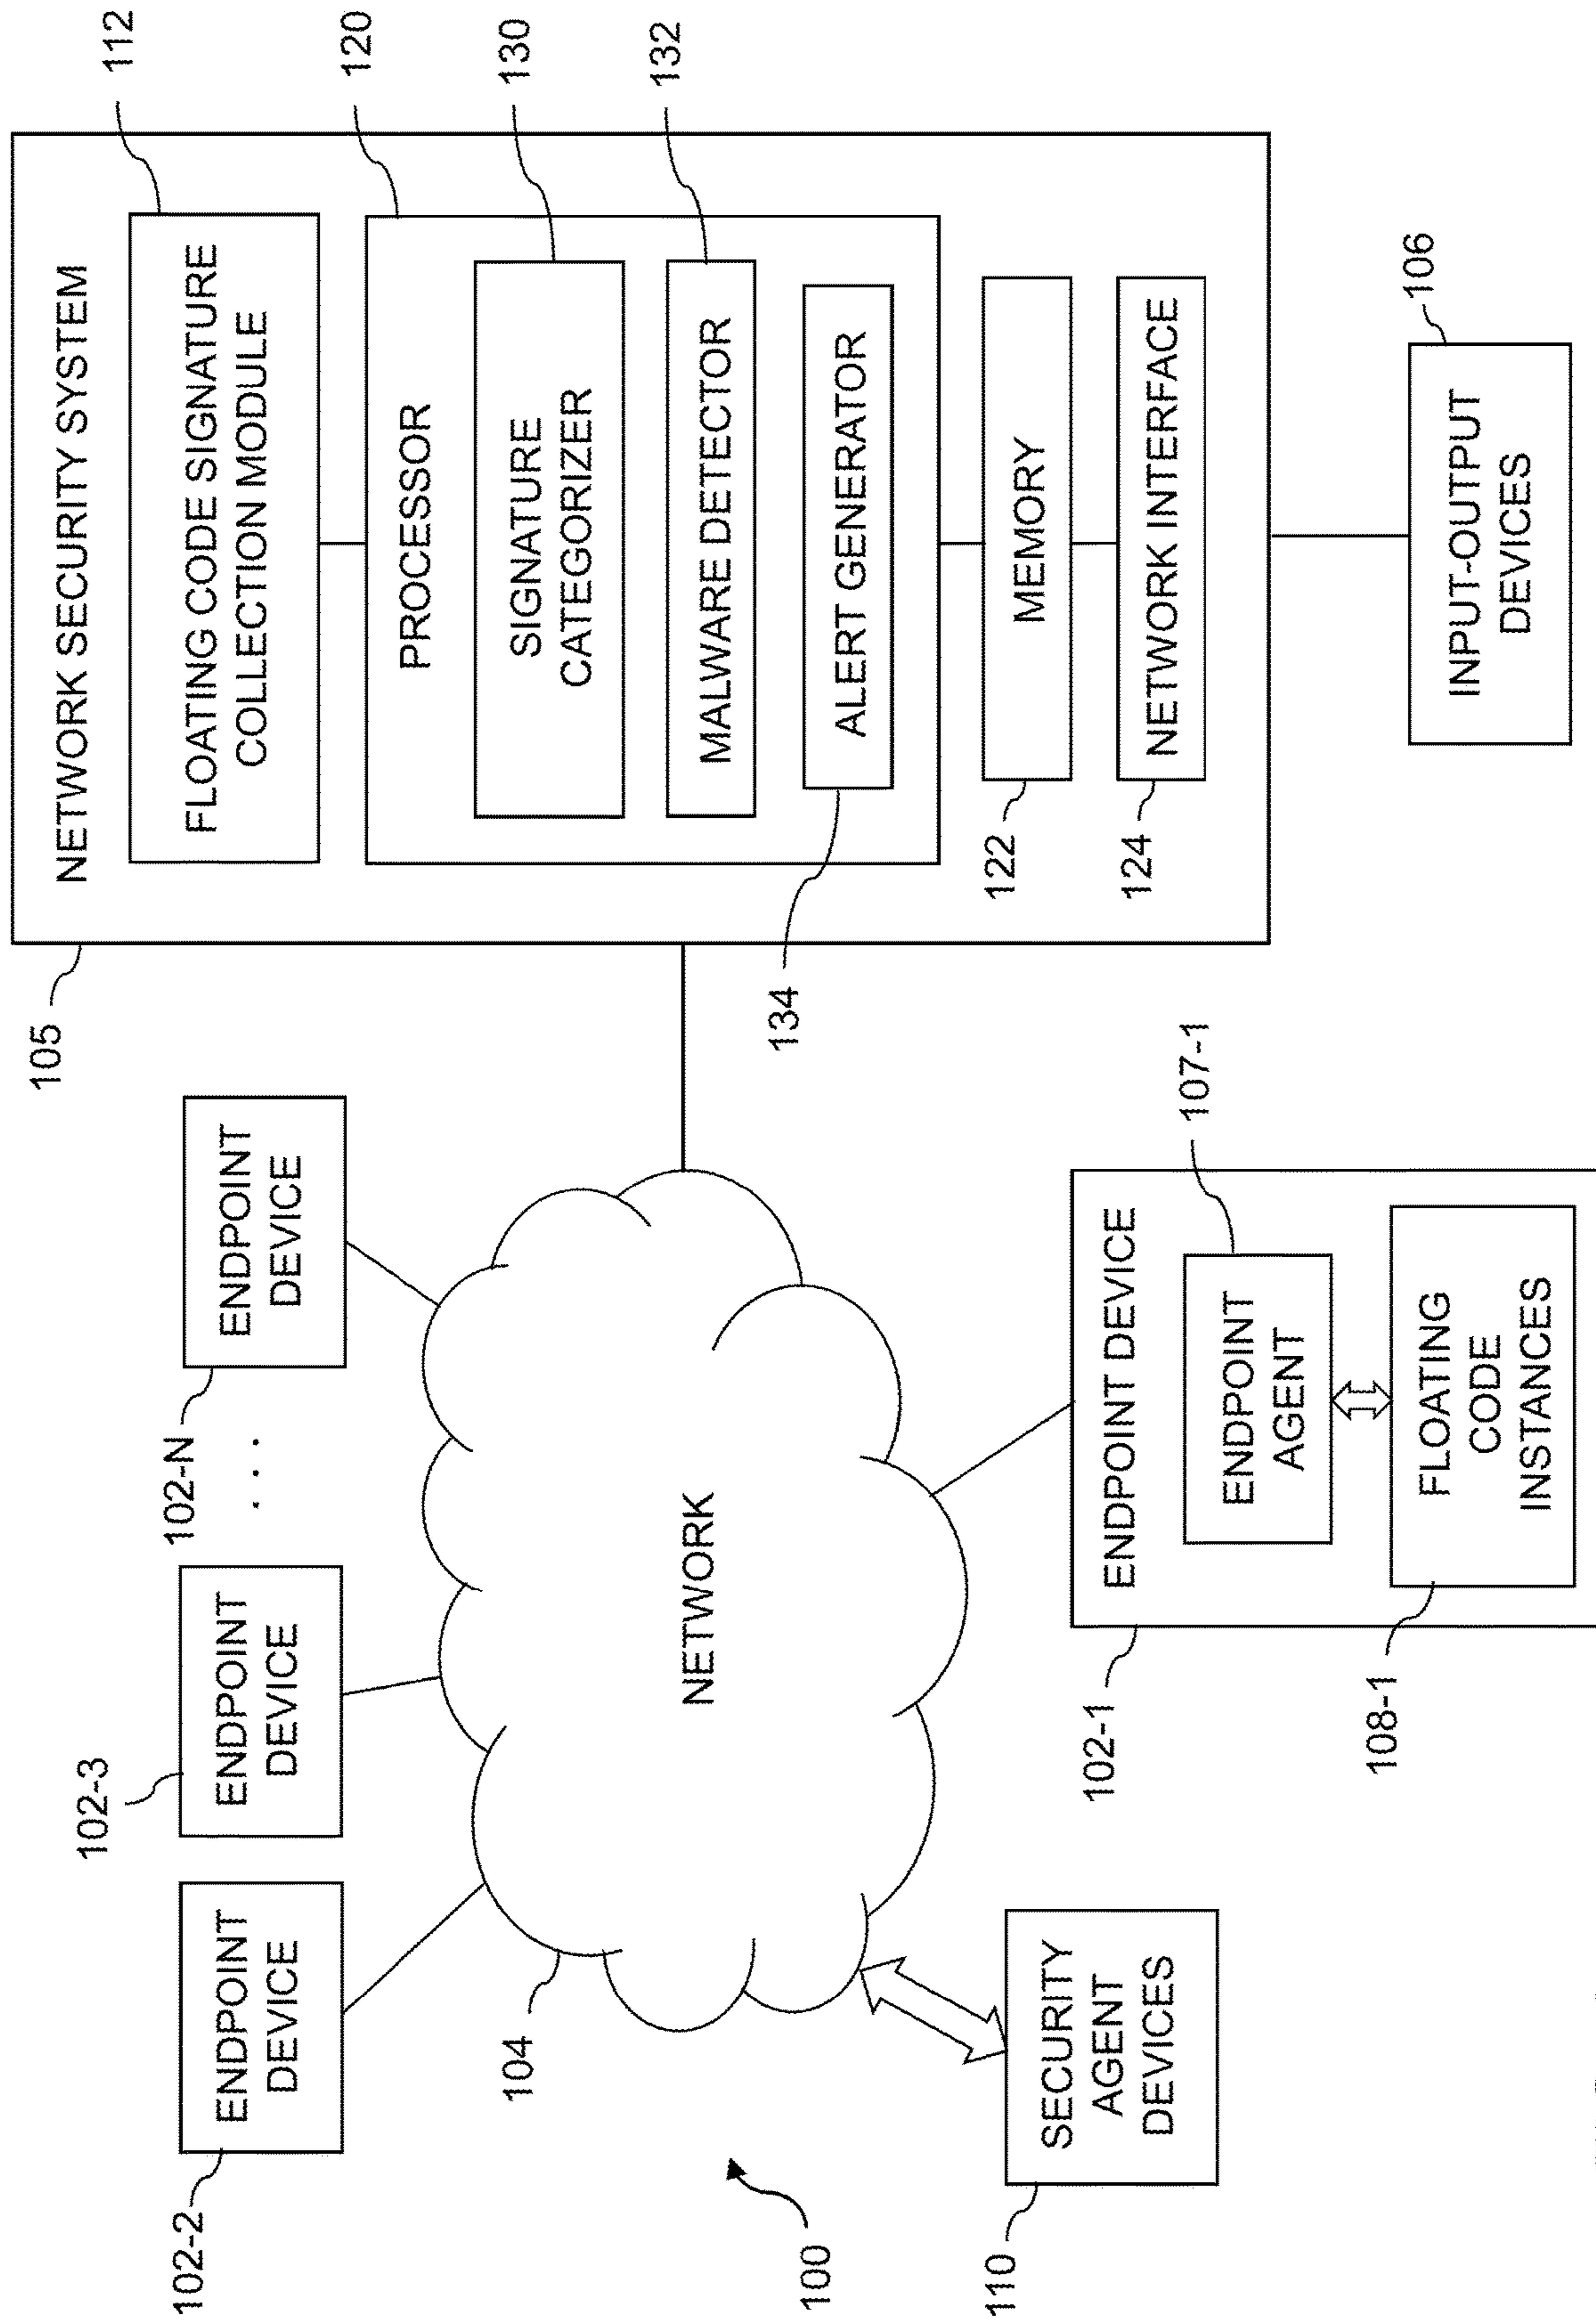 102-2
ENDPOINT
DEVICE
102-3
ENDPOINT
DEVICE
102-N
. . .
ENDPOINT
DEVICE
104
NETWORK
100
110
SECURITY
AGENT
DEVICES
102-1
ENDPOINT DEVICE
107-1
ENDPOINT
AGENT
108-1
FLOATING
CODE
INSTANCES
105
NETWORK SECURITY SYSTEM
112
FLOATING CODE SIGNATURE
COLLECTION MODULE
120
PROCESSOR
130
SIGNATURE
CATEGORIZER
132
MALWARE DETECTOR
134
ALERT GENERATOR
122
MEMORY
124
NETWORK INTERFACE
106
INPUT-OUTPUT
DEVICES